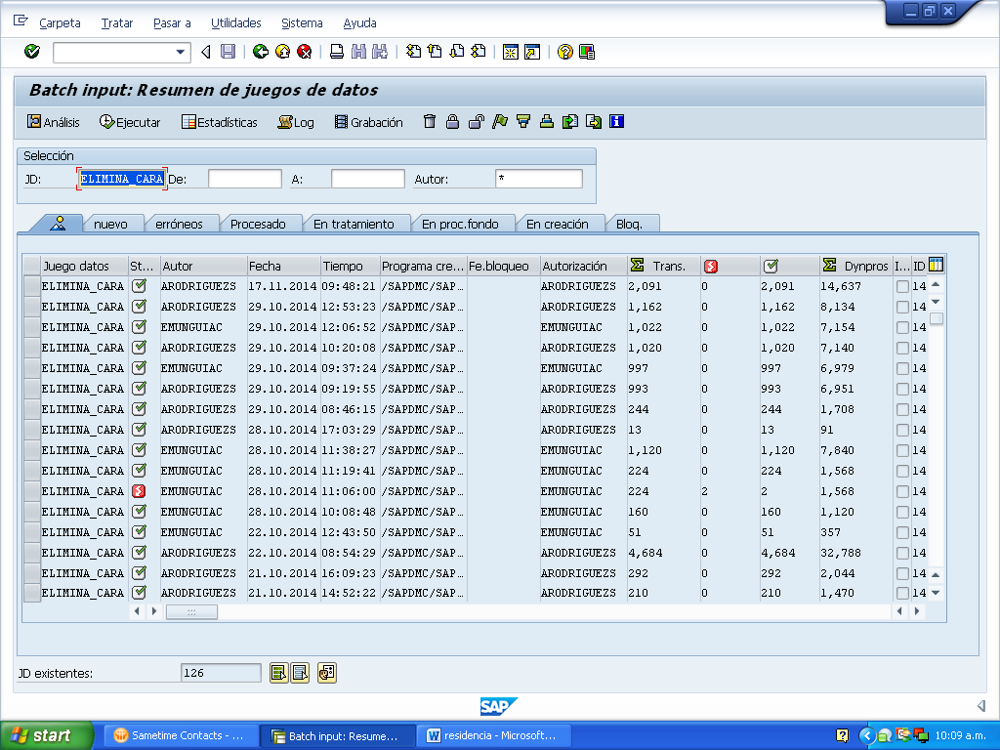 Carpeta Tratar Pasar a Utilidades Sistema Ayuda
Batch input: Resumen de juegos de datos
Análisis Ejecutar Estadísticas Log Grabación
Selección
JD: ELIMINA_CARA De: A: Autor: *
nuevo erróneos Procesado En tratamiento En proc.fondo En creación Bloq.
Juego datos St... Autor Fecha Tiempo Programa cre... Fe.bloqueo Autorización Trans. Dynpros I... ID
ELIMINA_CARA ARODRIGUEZS 17.11.2014 09:48:21 /SAPDMC/SAP... ARODRIGUEZS 2,091 0 2,091 14,637 14
ELIMINA_CARA ARODRIGUEZS 29.10.2014 12:53:23 /SAPDMC/SAP... ARODRIGUEZS 1,162 0 1,162 8,134 14
ELIMINA_CARA EMUNGUIAC 29.10.2014 12:06:52 /SAPDMC/SAP... EMUNGUIAC 1,022 0 1,022 7,154 14
ELIMINA_CARA ARODRIGUEZS 29.10.2014 10:20:08 /SAPDMC/SAP... ARODRIGUEZS 1,020 0 1,020 7,140 14
ELIMINA_CARA EMUNGUIAC 29.10.2014 09:37:24 /SAPDMC/SAP... EMUNGUIAC 997 0 997 6,979 14
ELIMINA_CARA ARODRIGUEZS 29.10.2014 09:19:55 /SAPDMC/SAP... ARODRIGUEZS 993 0 993 6,951 14
ELIMINA_CARA ARODRIGUEZS 29.10.2014 08:46:15 /SAPDMC/SAP... ARODRIGUEZS 244 0 244 1,708 14
ELIMINA_CARA ARODRIGUEZS 28.10.2014 17:03:29 /SAPDMC/SAP... ARODRIGUEZS 13 0 13 91 14
ELIMINA_CARA EMUNGUIAC 28.10.2014 11:38:27 /SAPDMC/SAP... EMUNGUIAC 1,120 0 1,120 7,840 14
ELIMINA_CARA EMUNGUIAC 28.10.2014 11:19:41 /SAPDMC/SAP... EMUNGUIAC 224 0 224 1,568 14
ELIMINA_CARA EMUNGUIAC 28.10.2014 11:06:00 /SAPDMC/SAP... EMUNGUIAC 224 2 2 1,568 14
ELIMINA_CARA EMUNGUIAC 28.10.2014 10:08:48 /SAPDMC/SAP... EMUNGUIAC 160 0 160 1,120 14
ELIMINA_CARA EMUNGUIAC 22.10.2014 12:43:50 /SAPDMC/SAP... EMUNGUIAC 51 0 51 357 14
ELIMINA_CARA ARODRIGUEZS 22.10.2014 08:54:29 /SAPDMC/SAP... ARODRIGUEZS 4,684 0 4,684 32,788 14
ELIMINA_CARA ARODRIGUEZS 21.10.2014 16:09:23 /SAPDMC/SAP... ARODRIGUEZS 292 0 292 2,044 14
ELIMINA_CARA ARODRIGUEZS 21.10.2014 14:52:22 /SAPDMC/SAP... ARODRIGUEZS 210 0 210 1,470 14
JD existentes: 126
SAP
start Sametime Contacts - ... Batch input: Resume... residencia - Microsoft... 10:09 a.m.